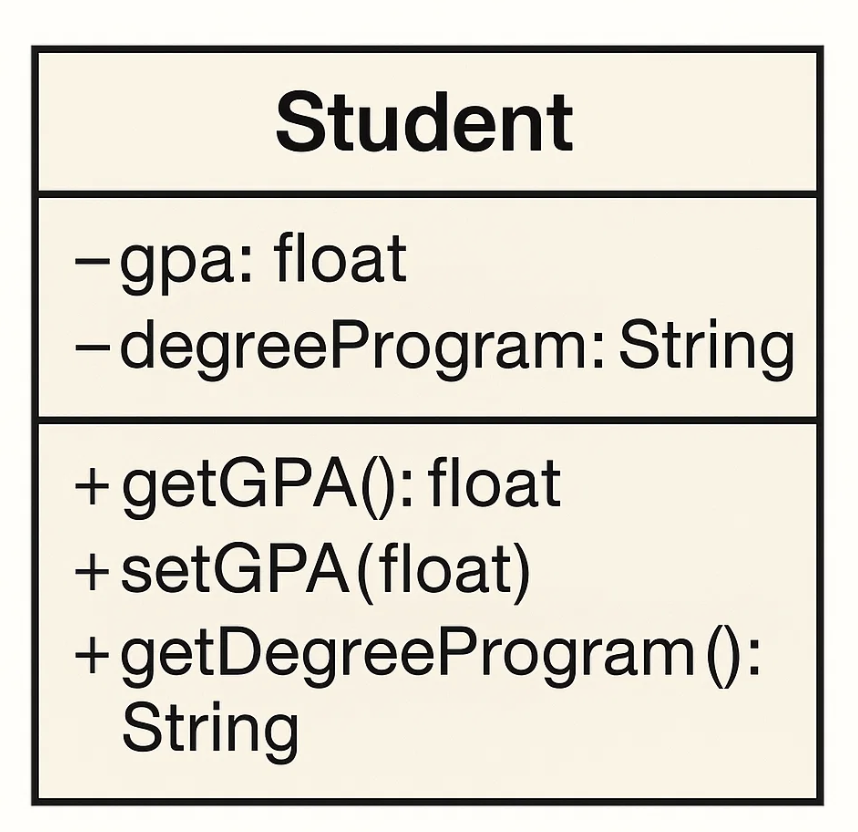 Student
– gpa: float
– degreeProgram: String
+ getGPA(): float
+ setGPA(float)
+ getDegreeProgram():
String